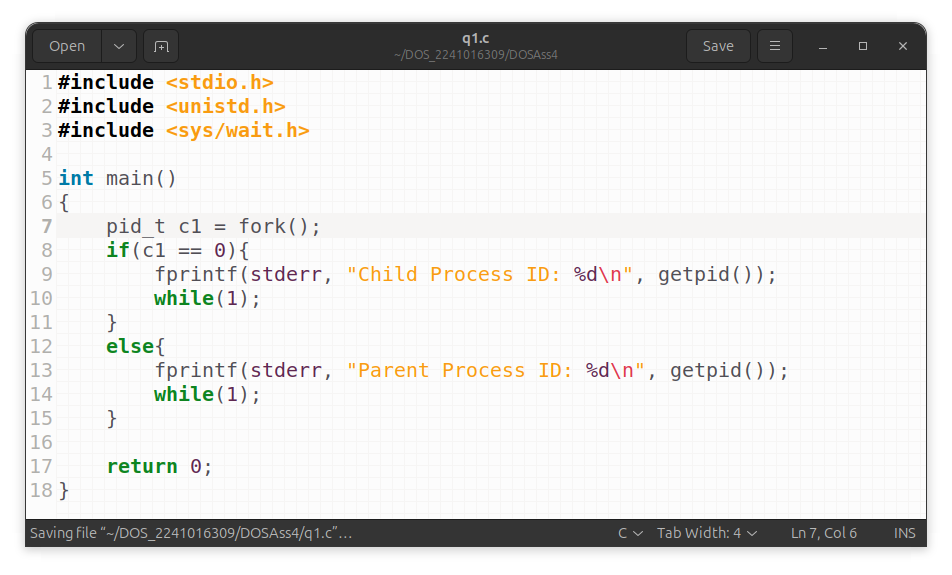 Open
q1.c
~/DOS_2241016309/DOSAss4
Save
1 #include <stdio.h>
2 #include <unistd.h>
3 #include <sys/wait.h>
4
5 int main()
6 {
7     pid_t c1 = fork();
8     if(c1 == 0){
9         fprintf(stderr, "Child Process ID: %d\n", getpid());
10         while(1);
11     }
12     else{
13         fprintf(stderr, "Parent Process ID: %d\n", getpid());
14         while(1);
15     }
16
17     return 0;
18 }
Saving file “~/DOS_2241016309/DOSAss4/q1.c”… C Tab Width: 4 Ln 7, Col 6 INS